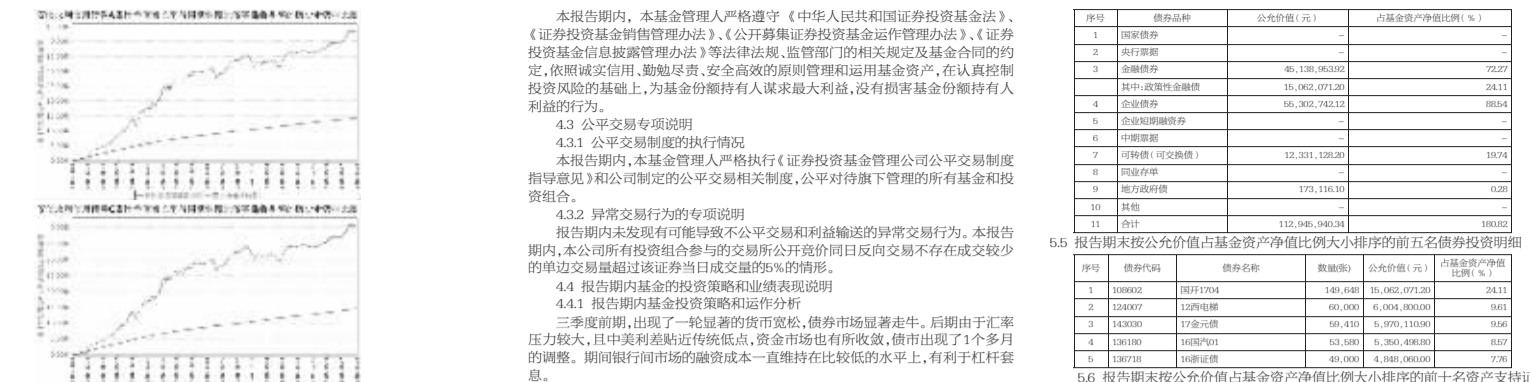 本报告期内，本基金管理人严格遵守《中华人民共和国证券投资基金法》、
《证券投资基金销售管理办法》、《公开募集证券投资基金运作管理办法》、《证券
投资基金信息披露管理办法》等法律法规、监管部门的相关规定及基金合同的约
定，依照诚实信用、勤勉尽责、安全高效的原则管理和运用基金资产，在认真控制
投资风险的基础上，为基金份额持有人谋求最大利益，没有损害基金份额持有人
利益的行为。
4.3 公平交易专项说明
4.3.1 公平交易制度的执行情况
本报告期内，本基金管理人严格执行《证券投资基金管理公司公平交易制度
指导意见》和公司制定的公平交易相关制度，公平对待旗下管理的所有基金和投
资组合。
4.3.2 异常交易行为的专项说明
报告期内未发现有可能导致不公平交易和利益输送的异常交易行为。本报告
期内，本公司所有投资组合参与的交易所公开竞价同日反向交易不存在成交较少
的单边交易量超过该证券当日成交量的5%的情形。
4.4 报告期内基金的投资策略和业绩表现说明
4.4.1 报告期内基金投资策略和运作分析
三季度前期，出现了一轮显著的货币宽松，债券市场显著走牛。后期由于汇率
压力较大，且中美利差贴近传统低点，资金市场也有所收敛，债市出现了1个多月
的调整。期间银行间市场的融资成本一直维持在比较低的水平上，有利于杠杆套
息。
序号 债券品种 公允价值（元） 占基金资产净值比例（%）
1 国家债券 – –
2 央行票据 – –
3 金融债券 45,138,953.92 72.27
其中：政策性金融债 15,062,071.20 24.11
4 企业债券 55,302,742.12 88.54
5 企业短期融资券 – –
6 中期票据 – –
7 可转债（可交换债） 12,331,128.20 19.74
8 同业存单 – –
9 地方政府债 173,116.10 0.28
10 其他 – –
11 合计 112,945,940.34 180.82
5.5 报告期末按公允价值占基金资产净值比例大小排序的前五名债券投资明细
序号 债券代码 债券名称 数量(张) 公允价值（元） 占基金资产净值
比例（%）
1 108602 国开1704 149,648 15,062,071.20 24.11
2 124007 12西电梯 60,000 6,004,800.00 9.61
3 143030 17金元债 59,410 5,970,110.90 9.56
4 136180 16国汽01 53,580 5,350,498.80 8.57
5 136718 16浙证债 49,000 4,848,060.00 7.76
5.6 报告期末按公允价值占基金资产净值比例大小排序的前十名资产支持证